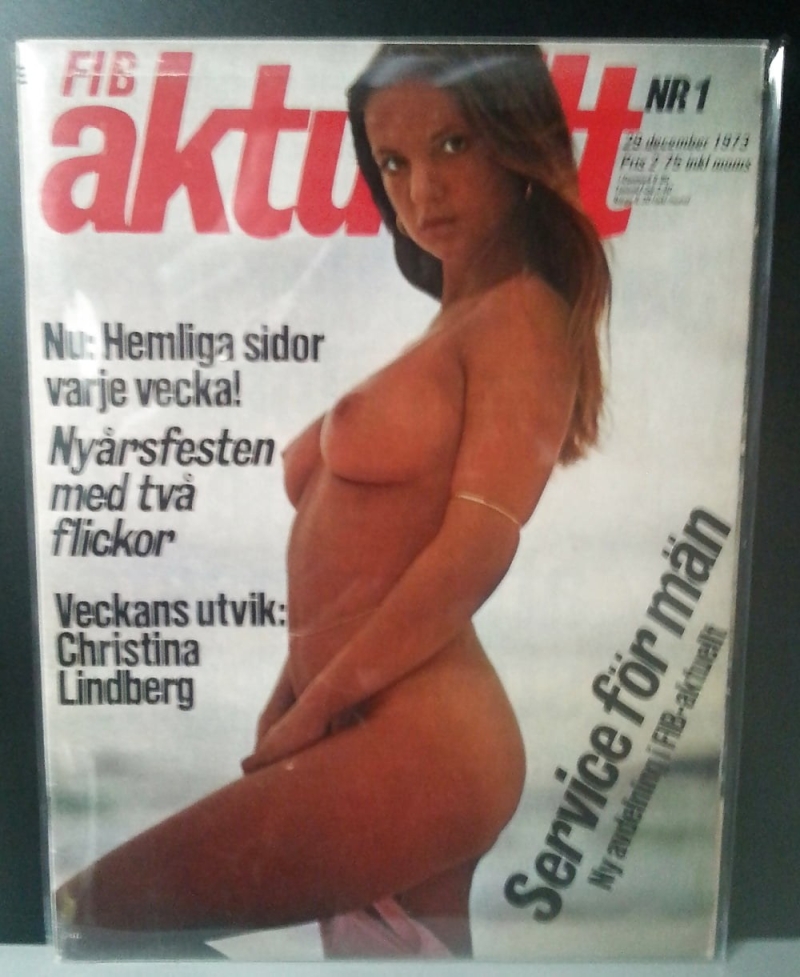 FIB
aktuellt
NR 1
29 december 1973
Pris 2:75 inkl moms
Nu: Hemliga sidor
varje vecka!
Nyårsfesten
med två
flickor
Veckans utvik:
Christina
Lindberg
Service för män
Ny avdelning i FIB-aktuellt